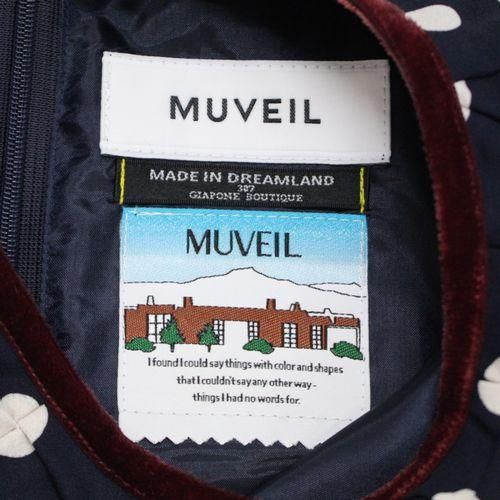 MUVEIL
MADE IN DREAMLAND
307
GIAPONE BOUTIQUE
MUVEIL
I found I could say things with color and shapes
that I couldn't say any other way-
things I had no words for.